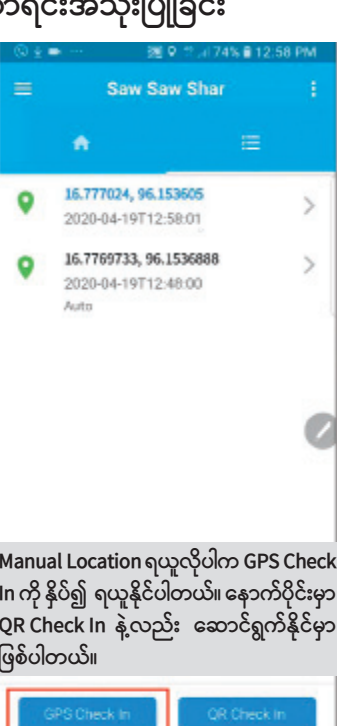 စာရင်းအသုံးပြုခြင်း
74% 12:58 PM
Saw Saw Shar
16.777024, 96.153605
2020-04-19T12:58:01
16.7769733, 96.1536888
2020-04-19T12:48:00
Auto
Manual Location ရယူလိုပါက GPS Check
In ကို နှိပ်၍ ရယူနိုင်ပါတယ်။ နောက်ပိုင်းမှာ
QR Check In နဲ့လည်း ဆောင်ရွက်နိုင်မှာ
ဖြစ်ပါတယ်။
GPS Check In QR Check In